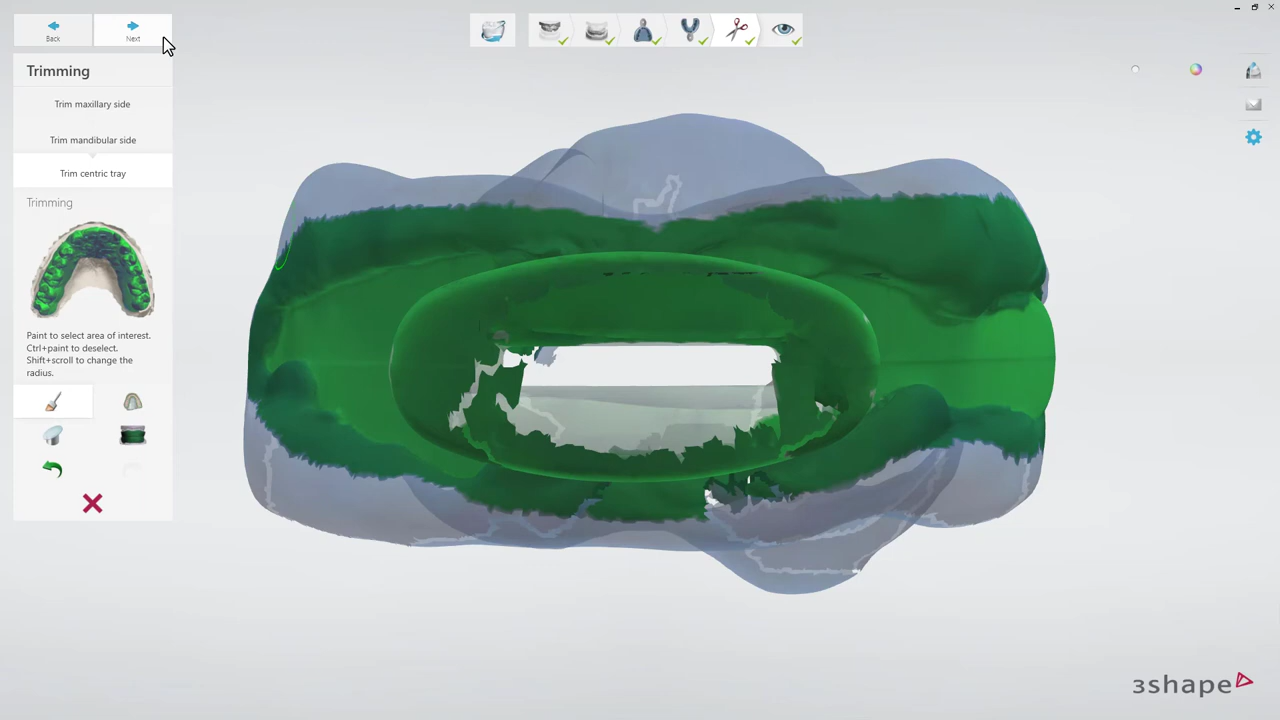 Back
Next
Trimming
Trim maxillary side
Trim mandibular side
Trim centric tray
Trimming
Paint to select area of interest.
Ctrl+paint to deselect.
Shift+scroll to change the
radius.
3shape